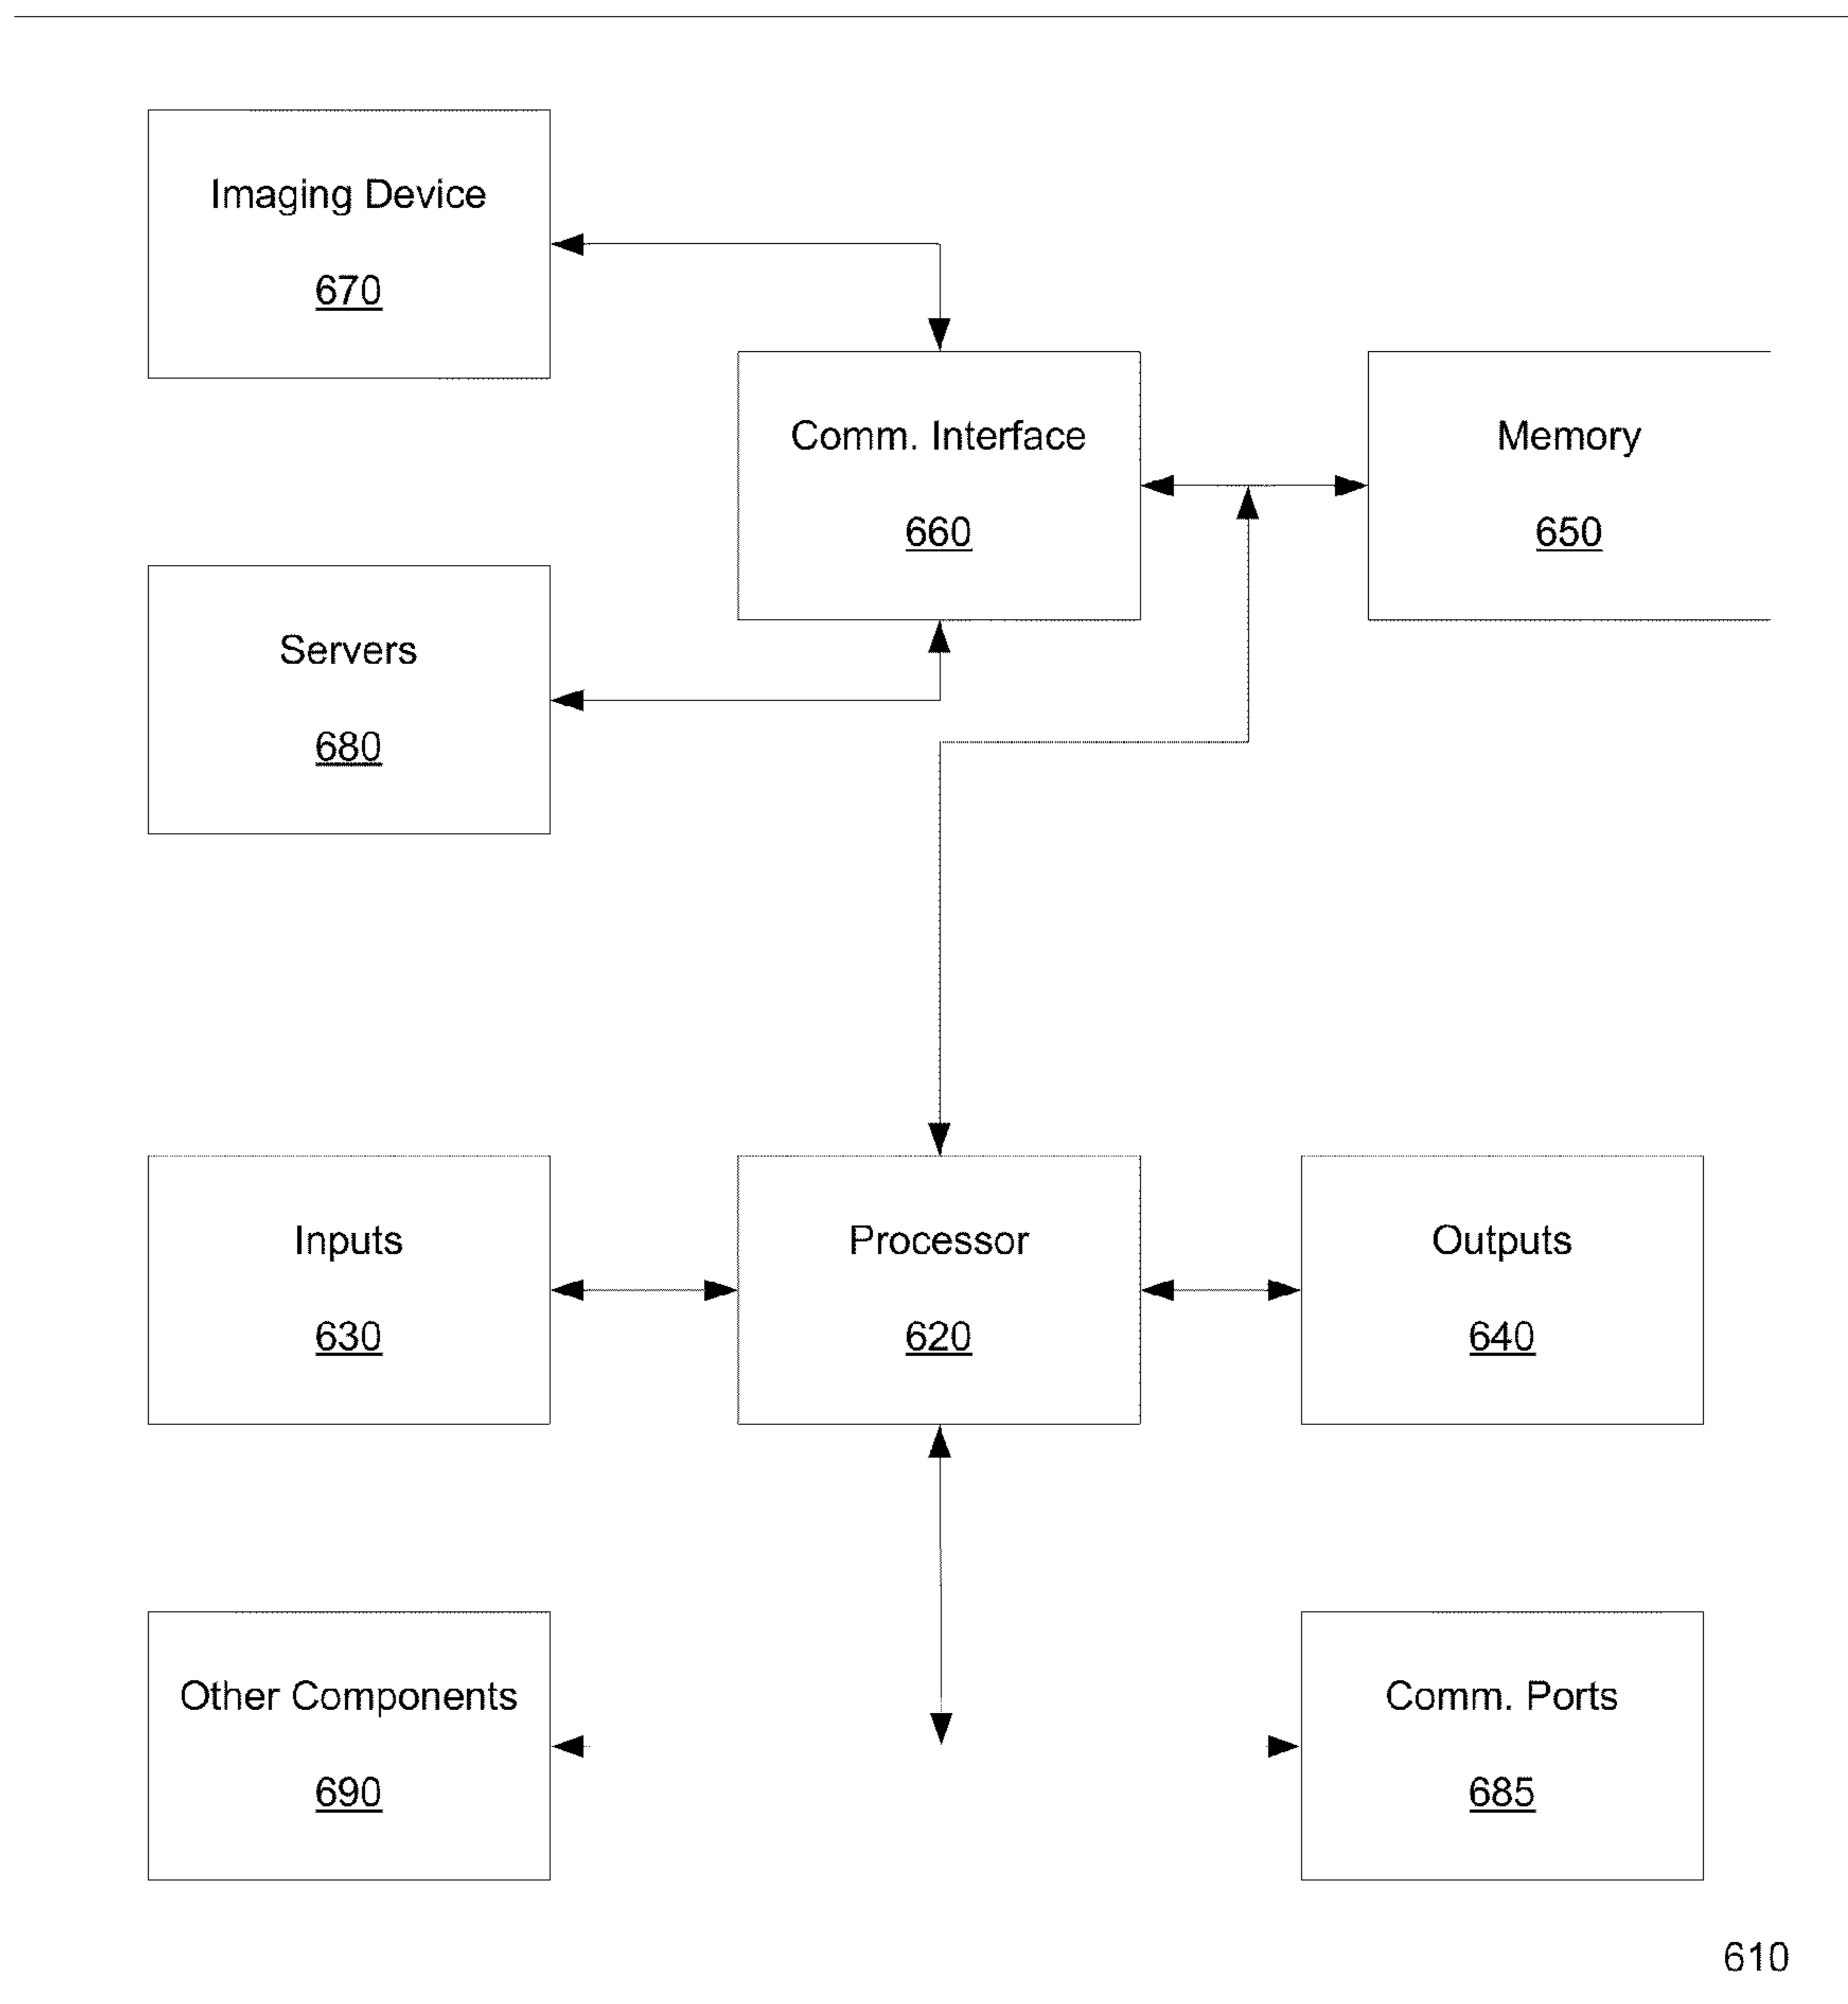 Imaging Device
670
Comm. Interface
660
Memory
650
Servers
680
Inputs
630
Processor
620
Outputs
640
Other Components
690
Comm. Ports
685
610